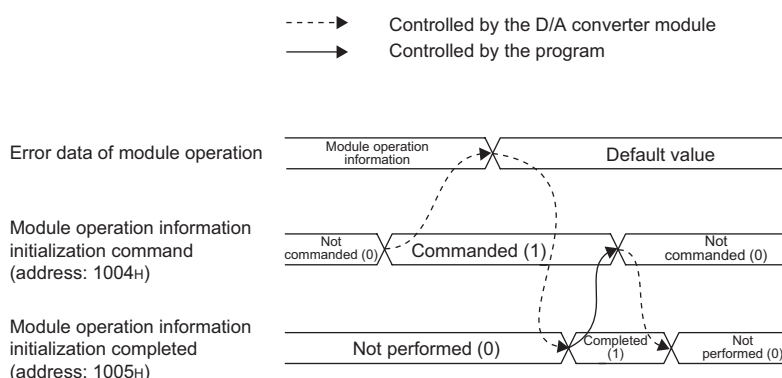 Controlled by the D/A converter module
Controlled by the program
Error data of module operation
Module operation
information
Default value
Module operation information
initialization command
(address: 1004H)
Not
commanded (0)
Commanded (1)
Not
commanded (0)
Module operation information
initialization completed
(address: 1005H)
Not performed (0)
Completed
(1)
Not
performed (0)